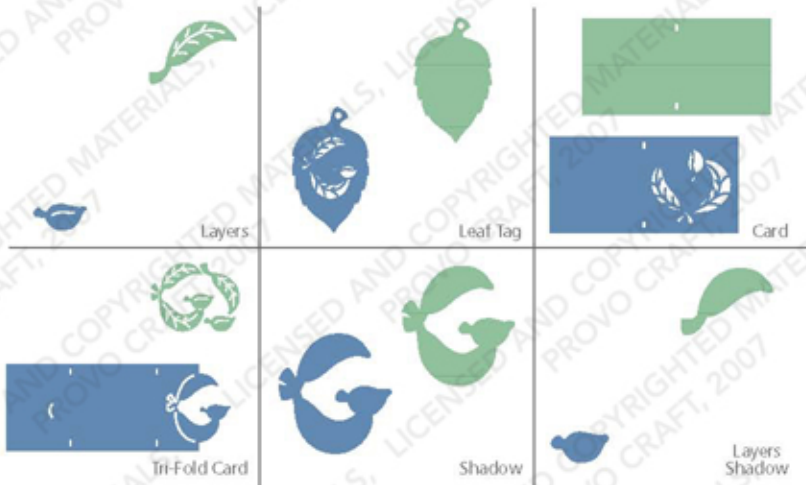 Layers
Leaf Tag
Card
Tri-Fold Card
Shadow
Layers
Shadow
LICENSED AND COPYRIGHTED MATERIALS,
PROVO CRAFT, 2007